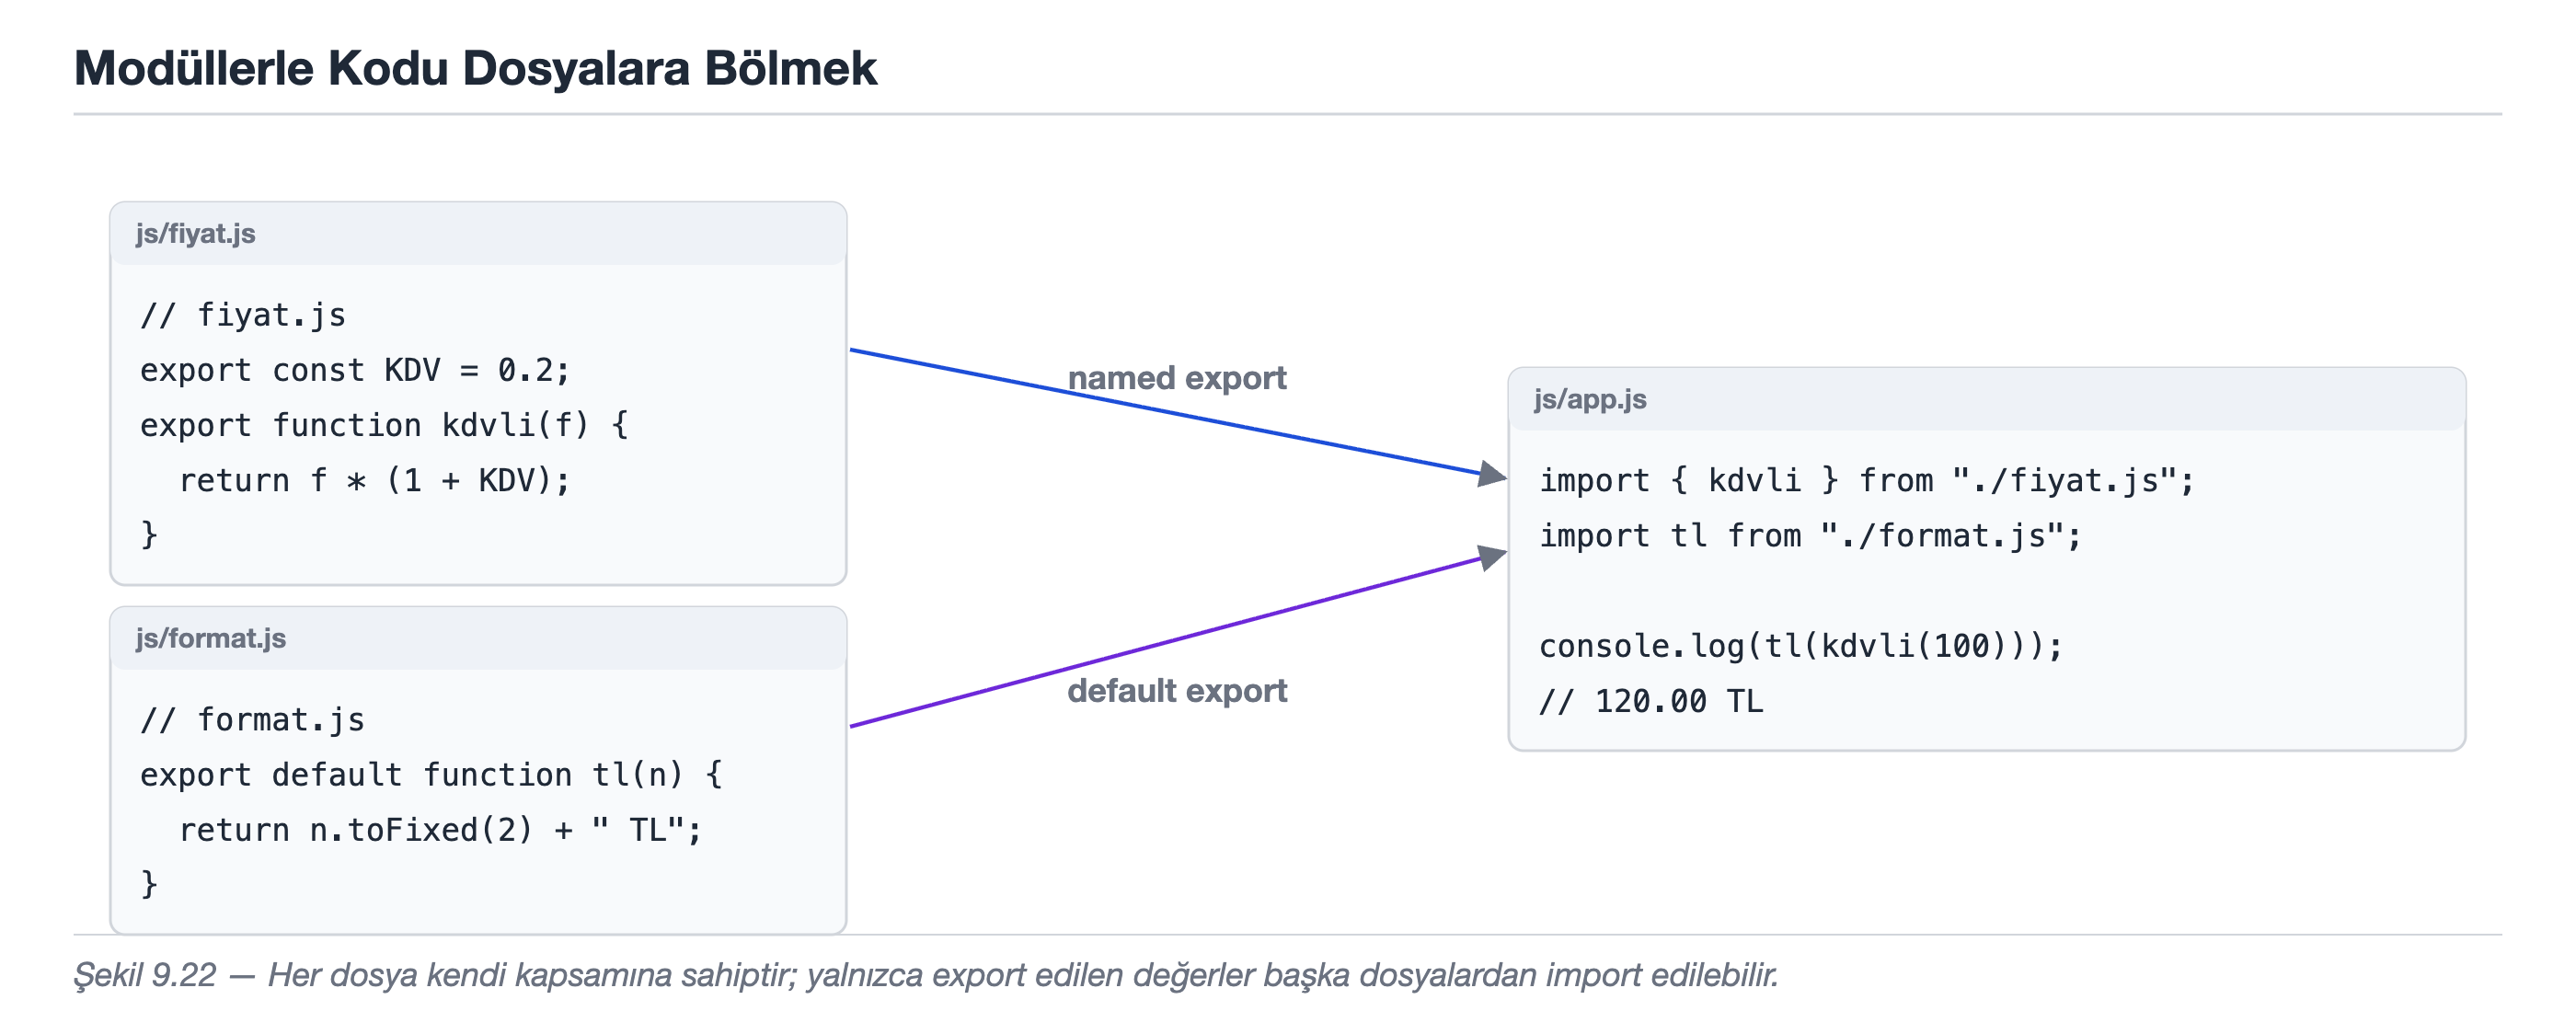 Modüllerle Kodu Dosyalara Bölmek
js/fiyat.js
// fiyat.js
export const KDV = 0.2;
export function kdvli(f) {
  return f * (1 + KDV);
}
js/format.js
// format.js
export default function tl(n) {
  return n.toFixed(2) + " TL";
}
named export
default export
js/app.js
import { kdvli } from "./fiyat.js";
import tl from "./format.js";
console.log(tl(kdvli(100)));
// 120.00 TL
Şekil 9.22 — Her dosya kendi kapsamına sahiptir; yalnızca export edilen değerler başka dosyalardan import edilebilir.